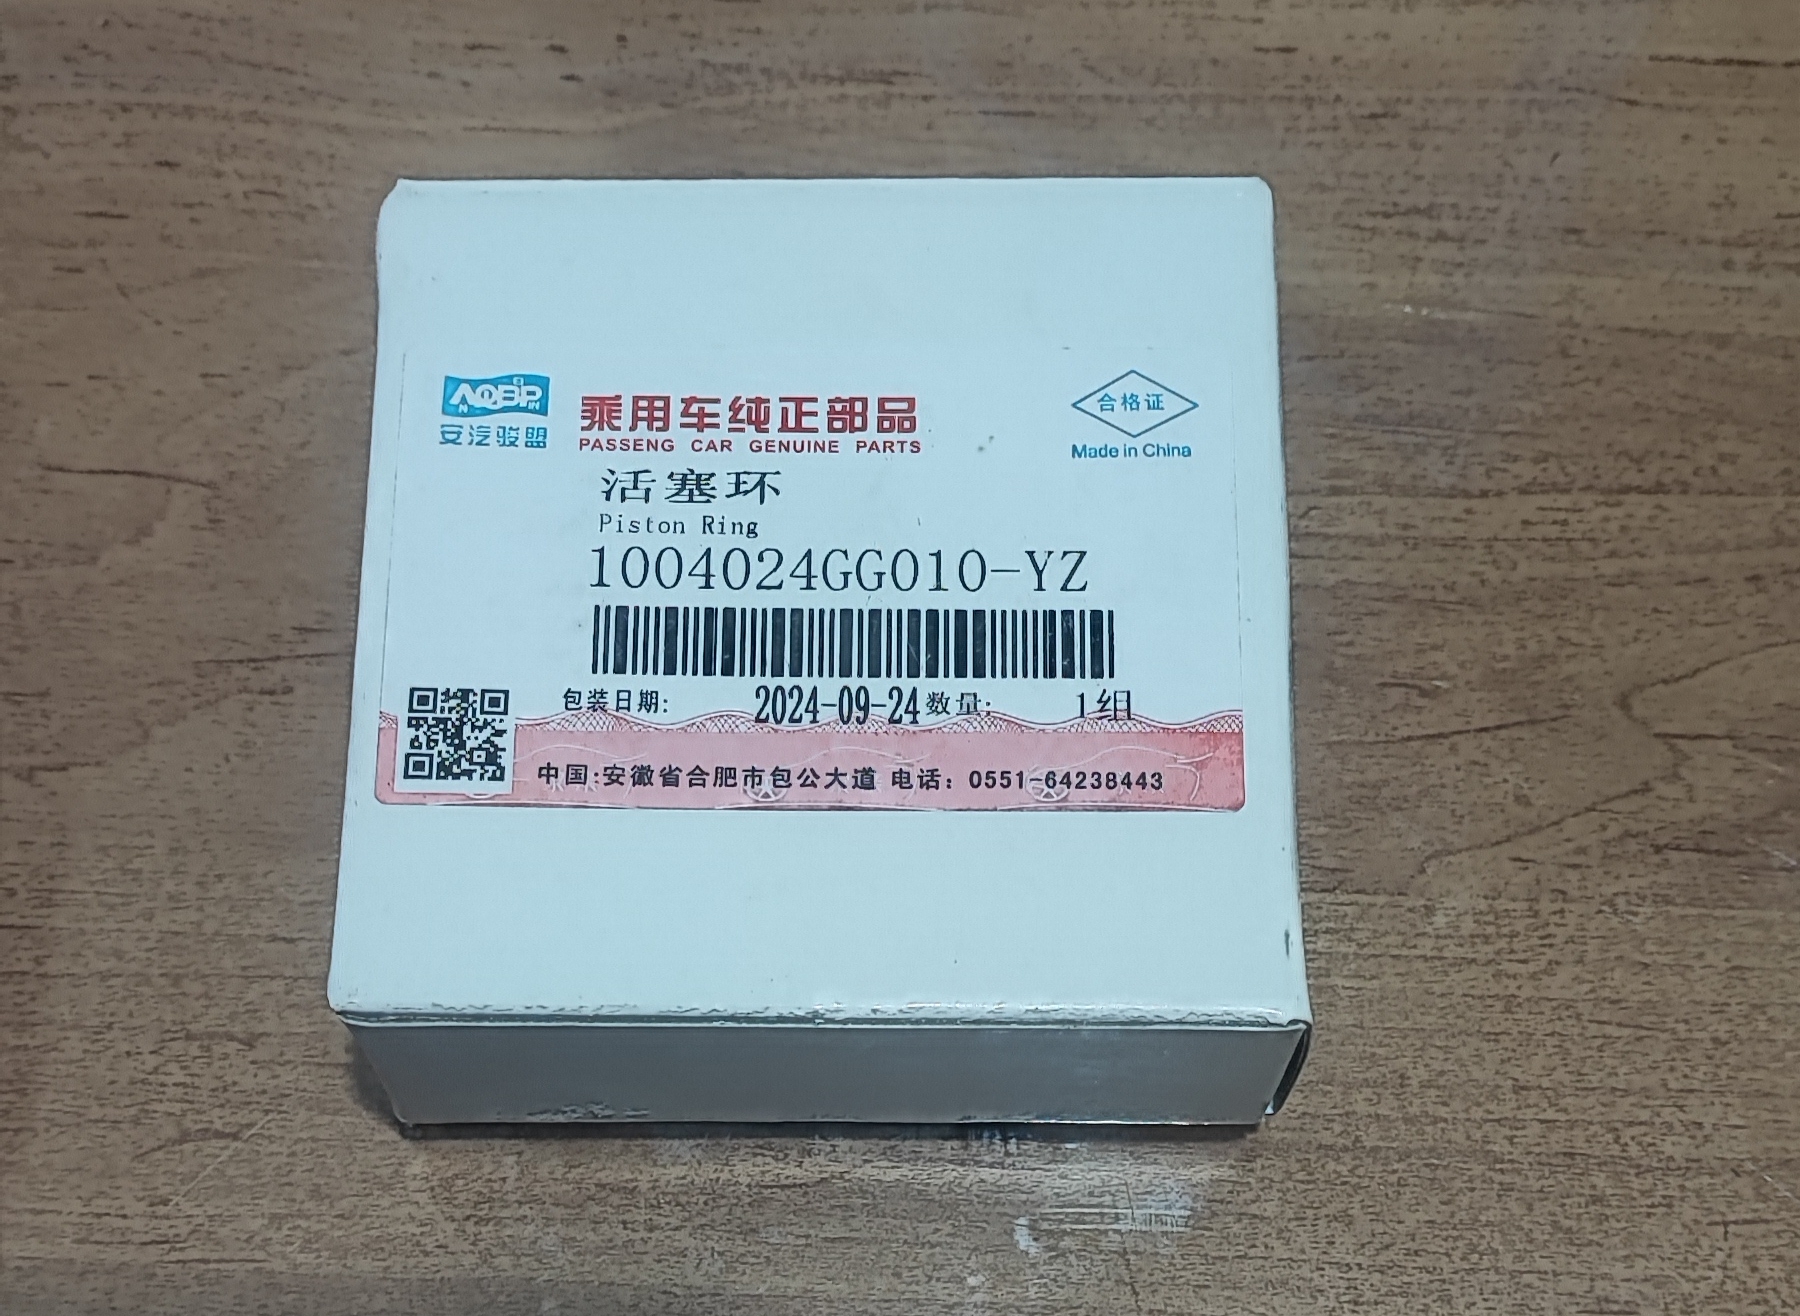 AQBP
安汽骏盟
乘用车纯正部品
PASSENG CAR GENUINE PARTS
合格证
Made in China
活塞环
Piston Ring
1004024GG010-YZ
包装日期: 2024-09-24 数量: 1组
中国:安徽省合肥市包公大道 电话: 0551-64238443